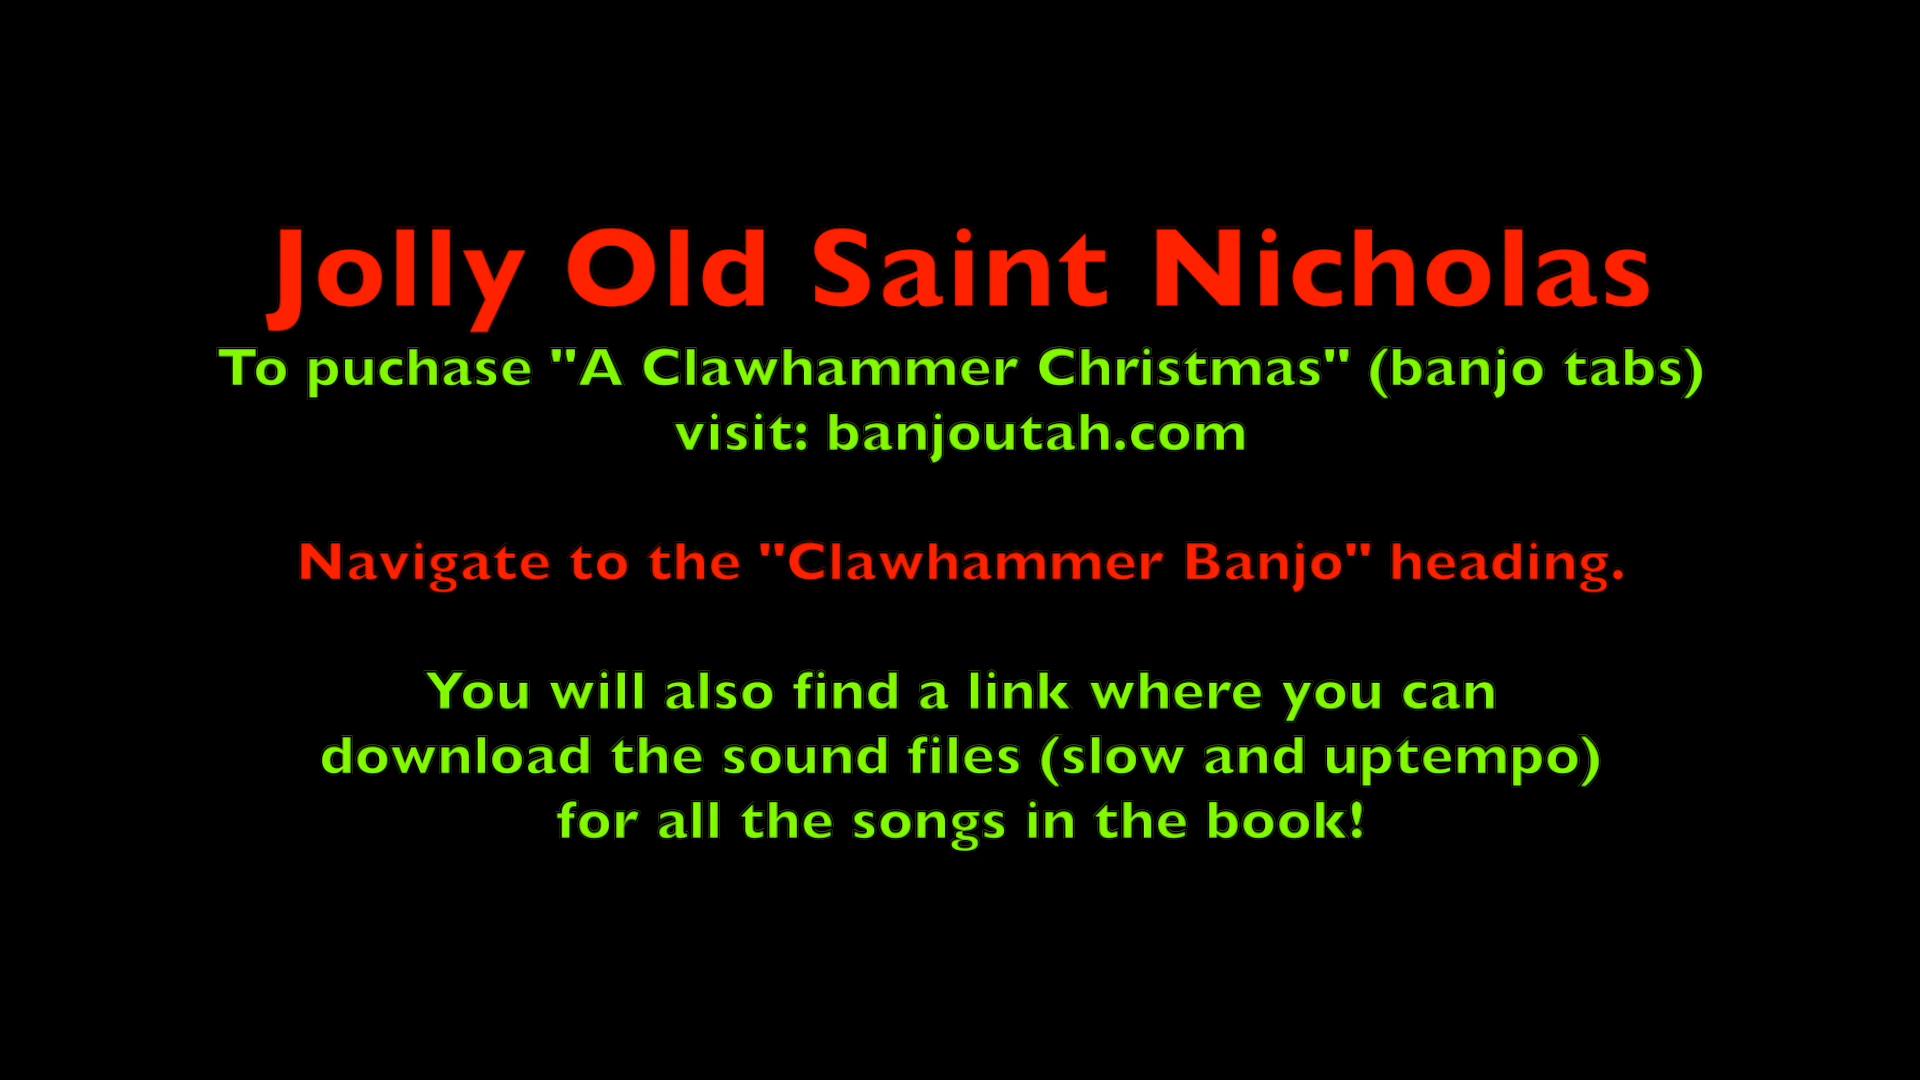 Jolly Old Saint Nicholas
To puchase "A Clawhammer Christmas" (banjo tabs)
visit: banjoutah.com
Navigate to the "Clawhammer Banjo" heading.
You will also find a link where you can
download the sound files (slow and uptempo)
for all the songs in the book!